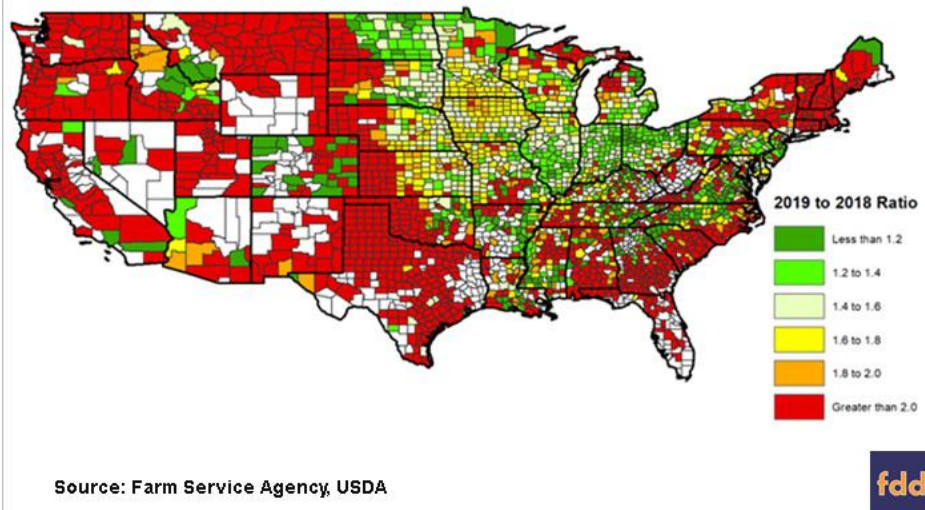 2019 to 2018 Ratio
Less than 1.2
1.2 to 1.4
1.4 to 1.6
1.6 to 1.8
1.8 to 2.0
Greater than 2.0
Source: Farm Service Agency, USDA
fdd